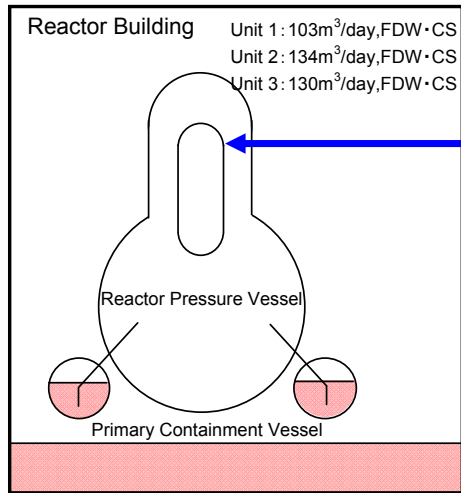 Reactor Building
Unit 1：103m³/day,FDW・CS
Unit 2：134m³/day,FDW・CS
Unit 3：130m³/day,FDW・CS
Reactor Pressure Vessel
Primary Containment Vessel